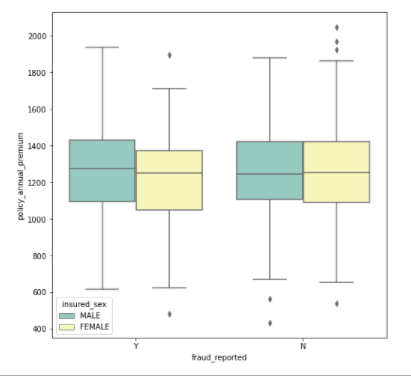 2000
1800
1600
1400
1200
1000
800
600
400
policy_annual_premium
insured_sex
MALE
FEMALE
Y
N
fraud_reported